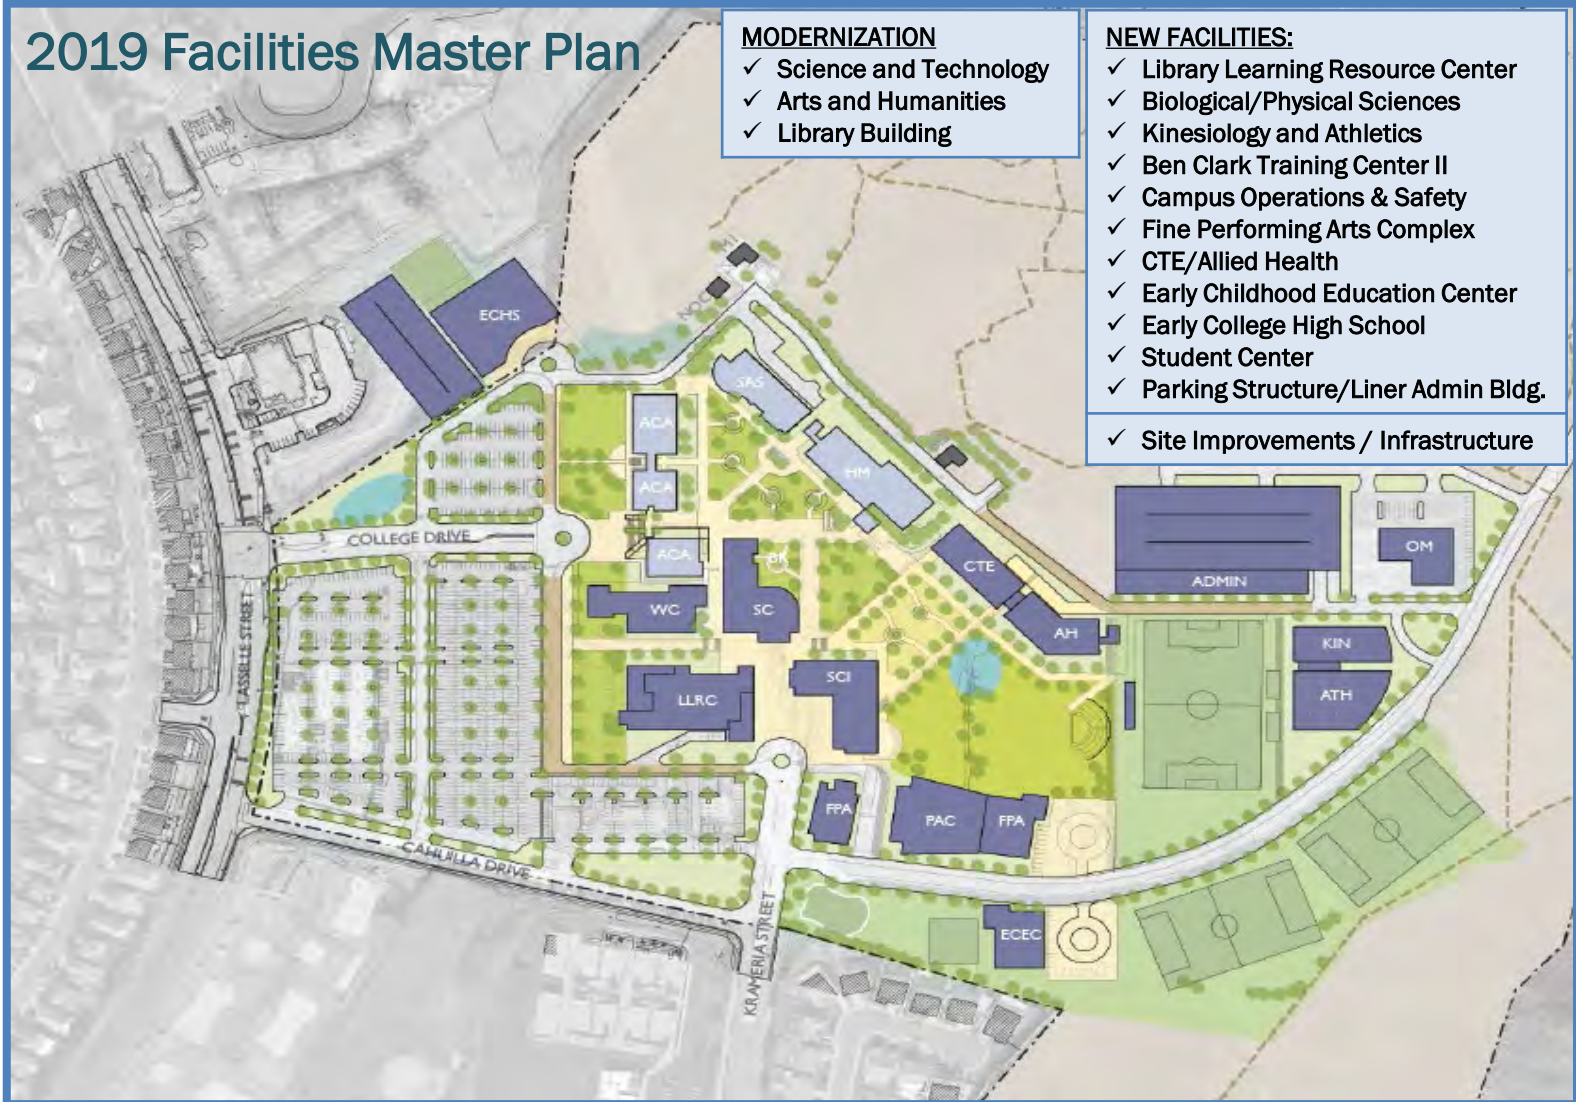 2019 Facilities Master Plan
MODERNIZATION
✓ Science and Technology
✓ Arts and Humanities
✓ Library Building
NEW FACILITIES:
✓ Library Learning Resource Center
✓ Biological/Physical Sciences
✓ Kinesiology and Athletics
✓ Ben Clark Training Center II
✓ Campus Operations & Safety
✓ Fine Performing Arts Complex
✓ CTE/Allied Health
✓ Early Childhood Education Center
✓ Early College High School
✓ Student Center
✓ Parking Structure/Liner Admin Bldg.
✓ Site Improvements / Infrastructure
NOC
ECHS
SAS
ACA
HM
ACA
COLLEGE DRIVE
OM
ACA
BK
CTE
ADMIN
WC
SC
AH
KIN
LASSELLE STREET
SCI
LLRC
ATH
FPA
PAC
FPA
CAHUILLA DRIVE
KRAMERIA STREET
ECEC